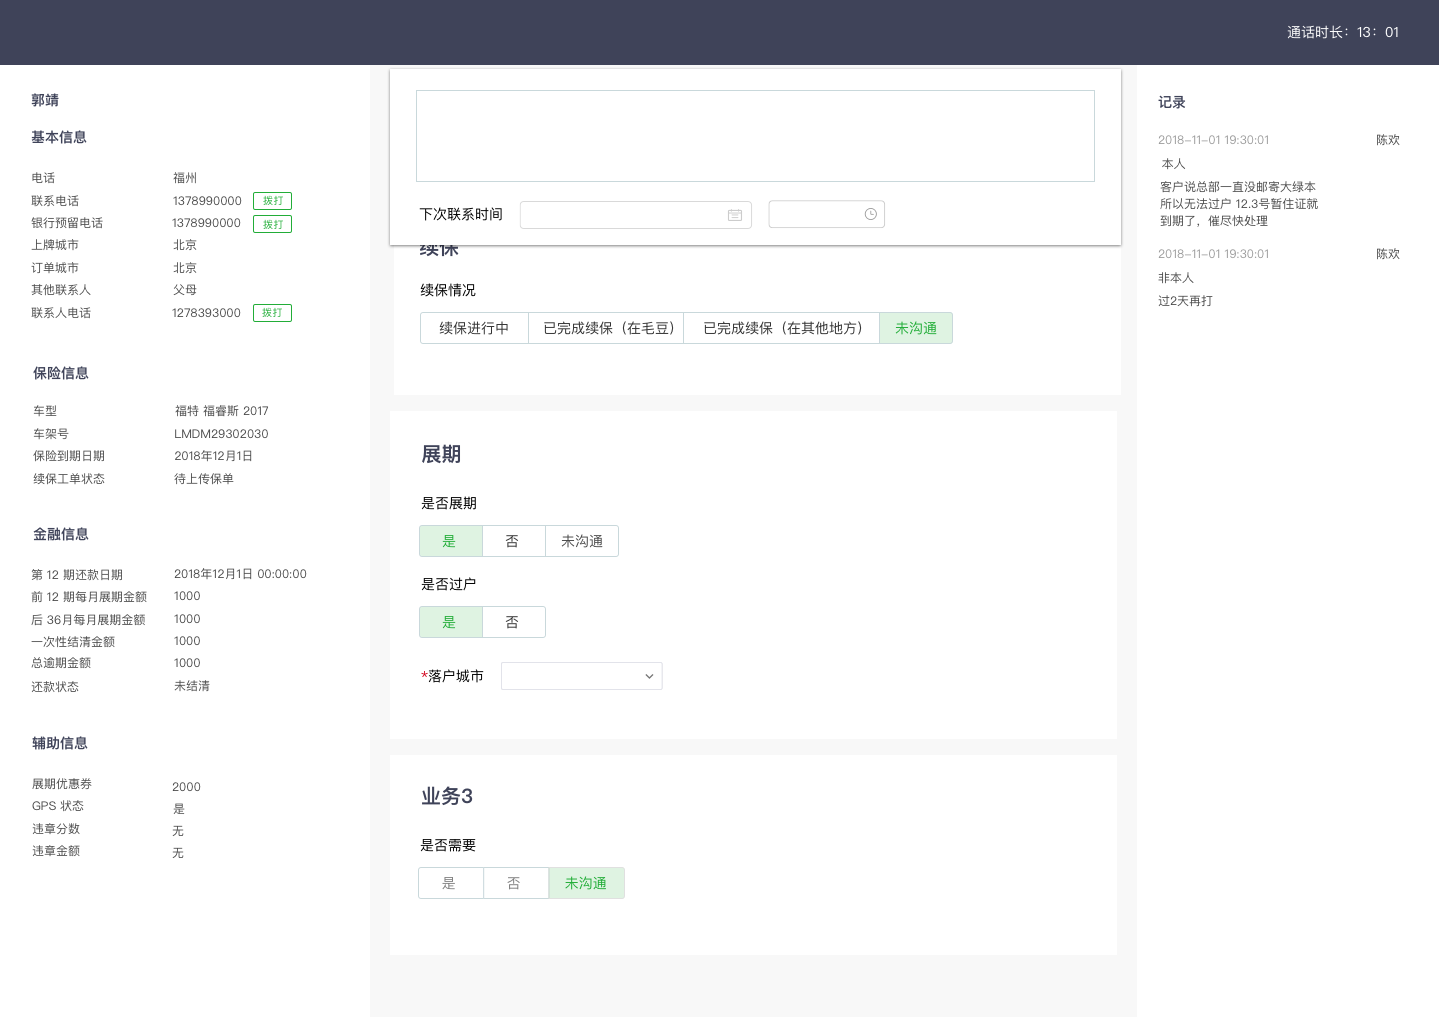 通话时长：13：01
郭靖
基本信息
电话 福州
联系电话 1378990000 拨打
银行预留电话 1378990000 拨打
上牌城市 北京
订单城市 北京
其他联系人 父母
联系人电话 1278393000 拨打
保险信息
车型 福特 福睿斯 2017
车架号 LMDM29302030
保险到期日期 2018年12月1日
续保工单状态 待上传保单
金融信息
第 12 期还款日期 2018年12月1日 00:00:00
前 12 期每月展期金额 1000
后 36月每月展期金额 1000
一次性结清金额 1000
总逾期金额 1000
还款状态 未结清
辅助信息
展期优惠券 2000
GPS 状态 是
违章分数 无
违章金额 无
下次联系时间
续保
续保情况
续保进行中 已完成续保（在毛豆） 已完成续保（在其他地方） 未沟通
展期
是否展期
是 否 未沟通
是否过户
是 否
*落户城市
业务3
是否需要
是 否 未沟通
记录
2018-11-01 19:30:01 陈欢
本人
客户说总部一直没邮寄大绿本
所以无法过户 12.3号暂住证就
到期了，催尽快处理
2018-11-01 19:30:01 陈欢
非本人
过2天再打